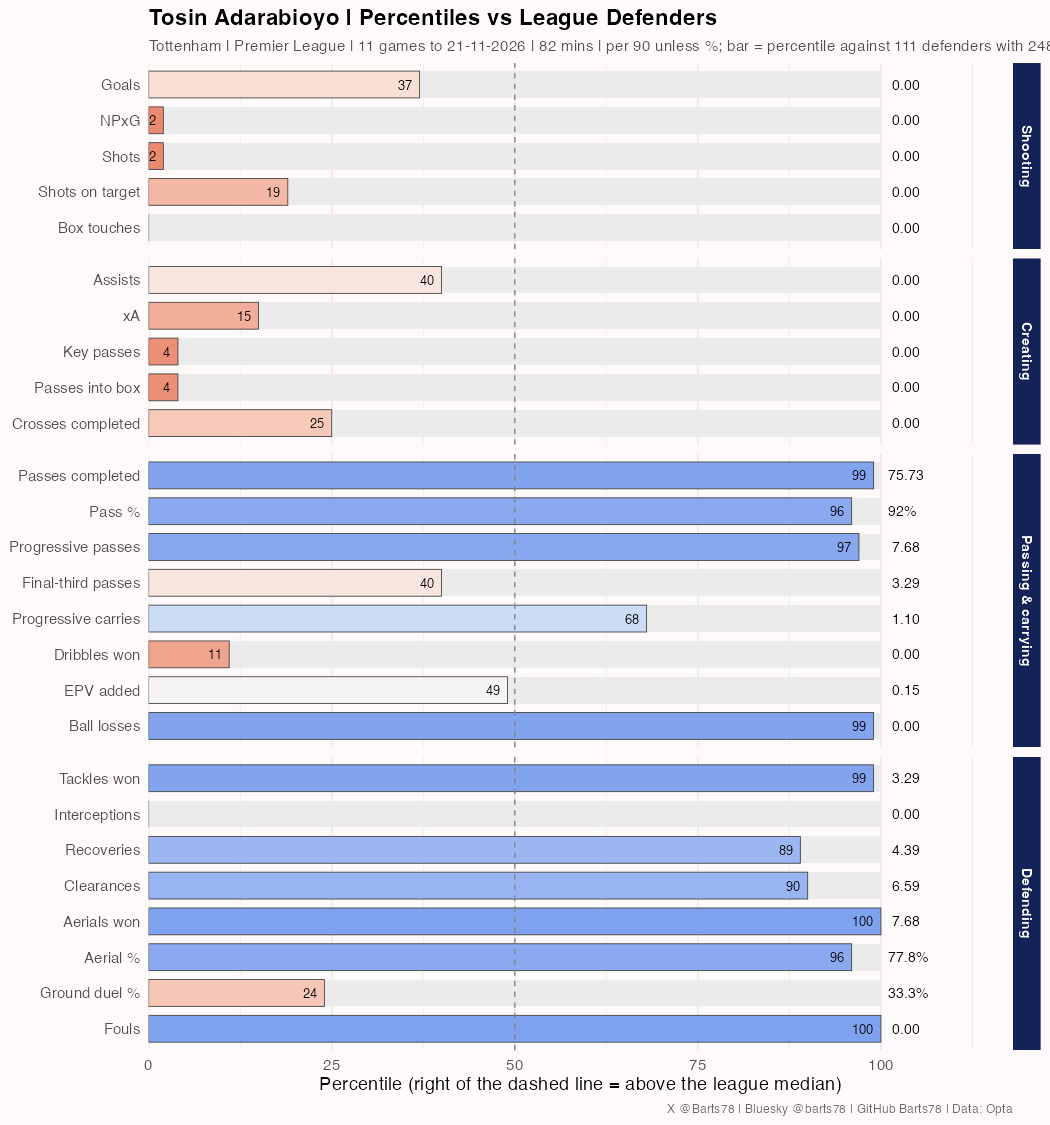 Tosin Adarabioyo | Percentiles vs League Defenders
Tottenham | Premier League | 11 games to 21-11-2026 | 82 mins | per 90 unless %; bar = percentile against 111 defenders with 248
Shooting
Goals 37 0.00
NPxG 2 0.00
Shots 2 0.00
Shots on target 19 0.00
Box touches 0.00
Creating
Assists 40 0.00
xA 15 0.00
Key passes 4 0.00
Passes into box 4 0.00
Crosses completed 25 0.00
Passing & carrying
Passes completed 99 75.73
Pass % 96 92%
Progressive passes 97 7.68
Final-third passes 40 3.29
Progressive carries 68 1.10
Dribbles won 11 0.00
EPV added 49 0.15
Ball losses 99 0.00
Defending
Tackles won 99 3.29
Interceptions 0.00
Recoveries 89 4.39
Clearances 90 6.59
Aerials won 100 7.68
Aerial % 96 77.8%
Ground duel % 24 33.3%
Fouls 100 0.00
0 25 50 75 100
Percentile (right of the dashed line = above the league median)
X @Barts78 | Bluesky @barts78 | GitHub Barts78 | Data: Opta